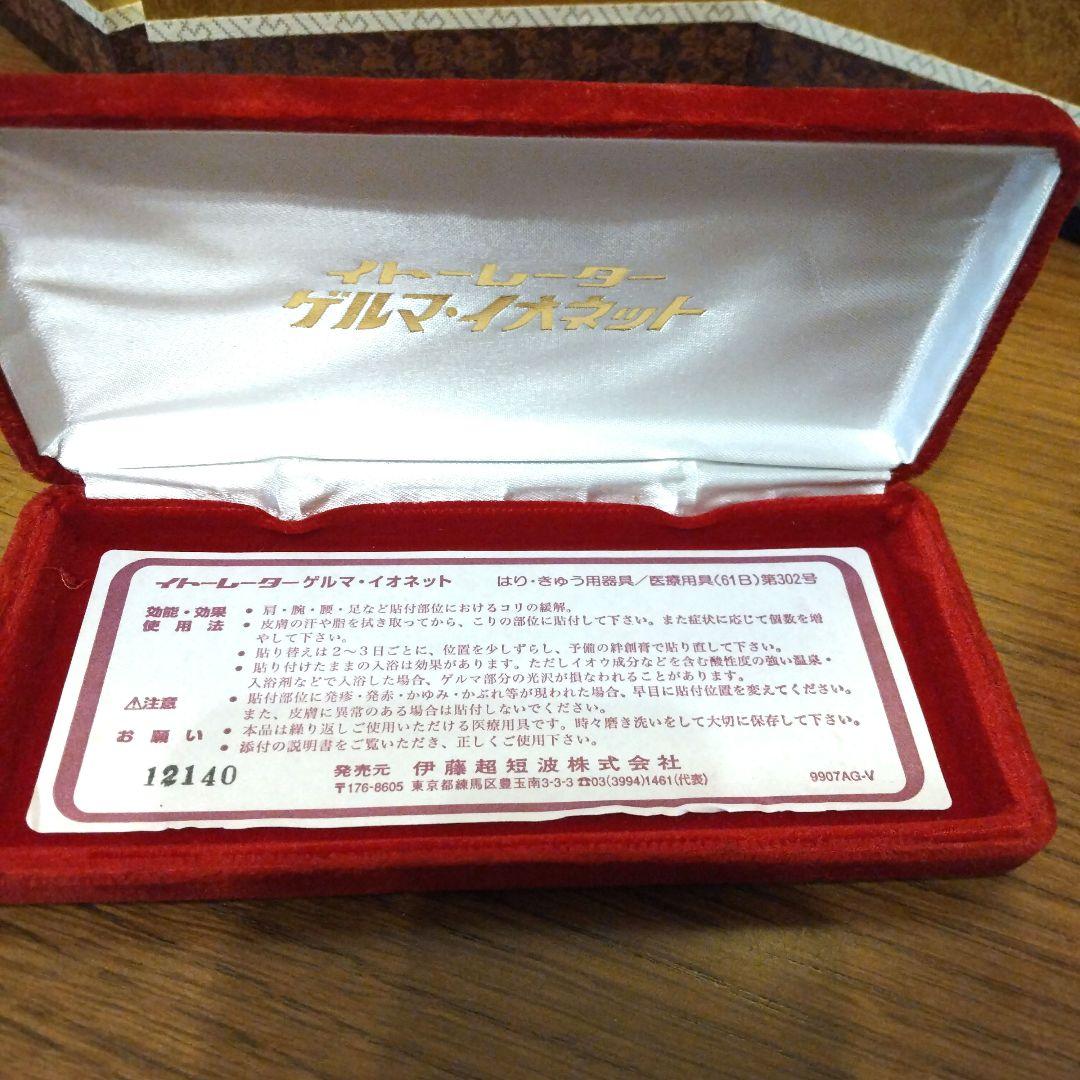 イトーレーター
ゲルマ・イオネット
イトーレーターゲルマ・イオネット はり・きゅう用器具／医療用具(61B)第302号
効能・効果 • 肩・腕・腰・足など貼付部位におけるコリの緩解。
使用法 • 皮膚の汗や脂を拭き取ってから、こりの部位に貼付して下さい。また症状に応じて個数を増
やして下さい。
• 貼り替えは2〜3日ごとに、位置を少しずらし、予備の絆創膏で貼り直して下さい。
• 貼り付けたままの入浴は効果があります。ただしイオウ成分などを含む酸性度の強い温泉・
入浴剤などで入浴した場合、ゲルマ部分の光沢が損なわれることがあります。
⚠注意 • 貼付部位に発疹・発赤・かゆみ・かぶれ等が現われた場合、早目に貼付位置を変えてください。
また、皮膚に異常のある場合は貼付しないでください。
お願い • 本品は繰り返しご使用いただける医療用具です。時々磨き洗いをして大切に保存して下さい。
• 添付の説明書をご覧いただき、正しくご使用下さい。
12140 発売元 伊藤超短波株式会社
〒176-8605 東京都練馬区豊玉南3-3-3 ☎03(3994)1461(代表) 9907AG-V